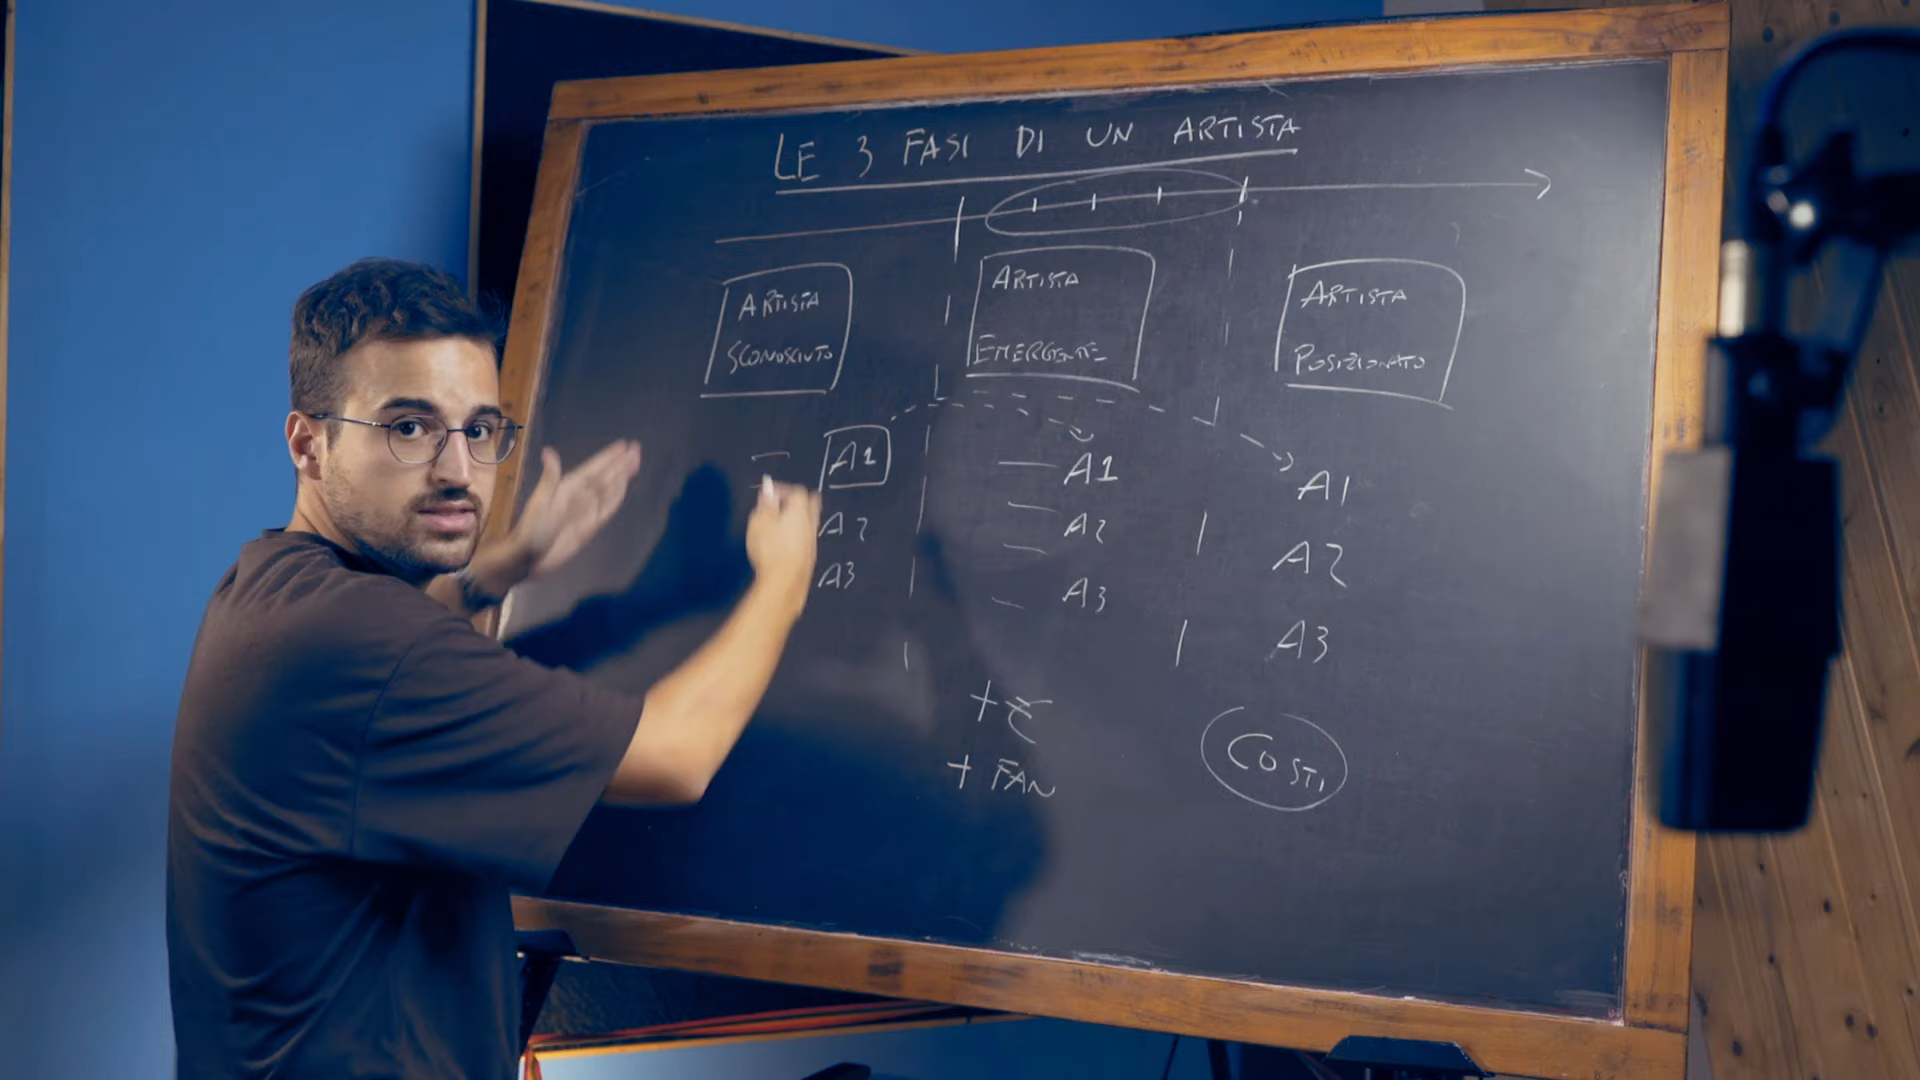 LE 3 FASI DI UN ARTISTA
ARTISTA
SCONOSCIUTO
ARTISTA
EMERGENTE
ARTISTA
POSIZIONATO
A1
A2
A3
A1
A2
A3
A1
A2
A3
+ €
+ FAN
COSTI